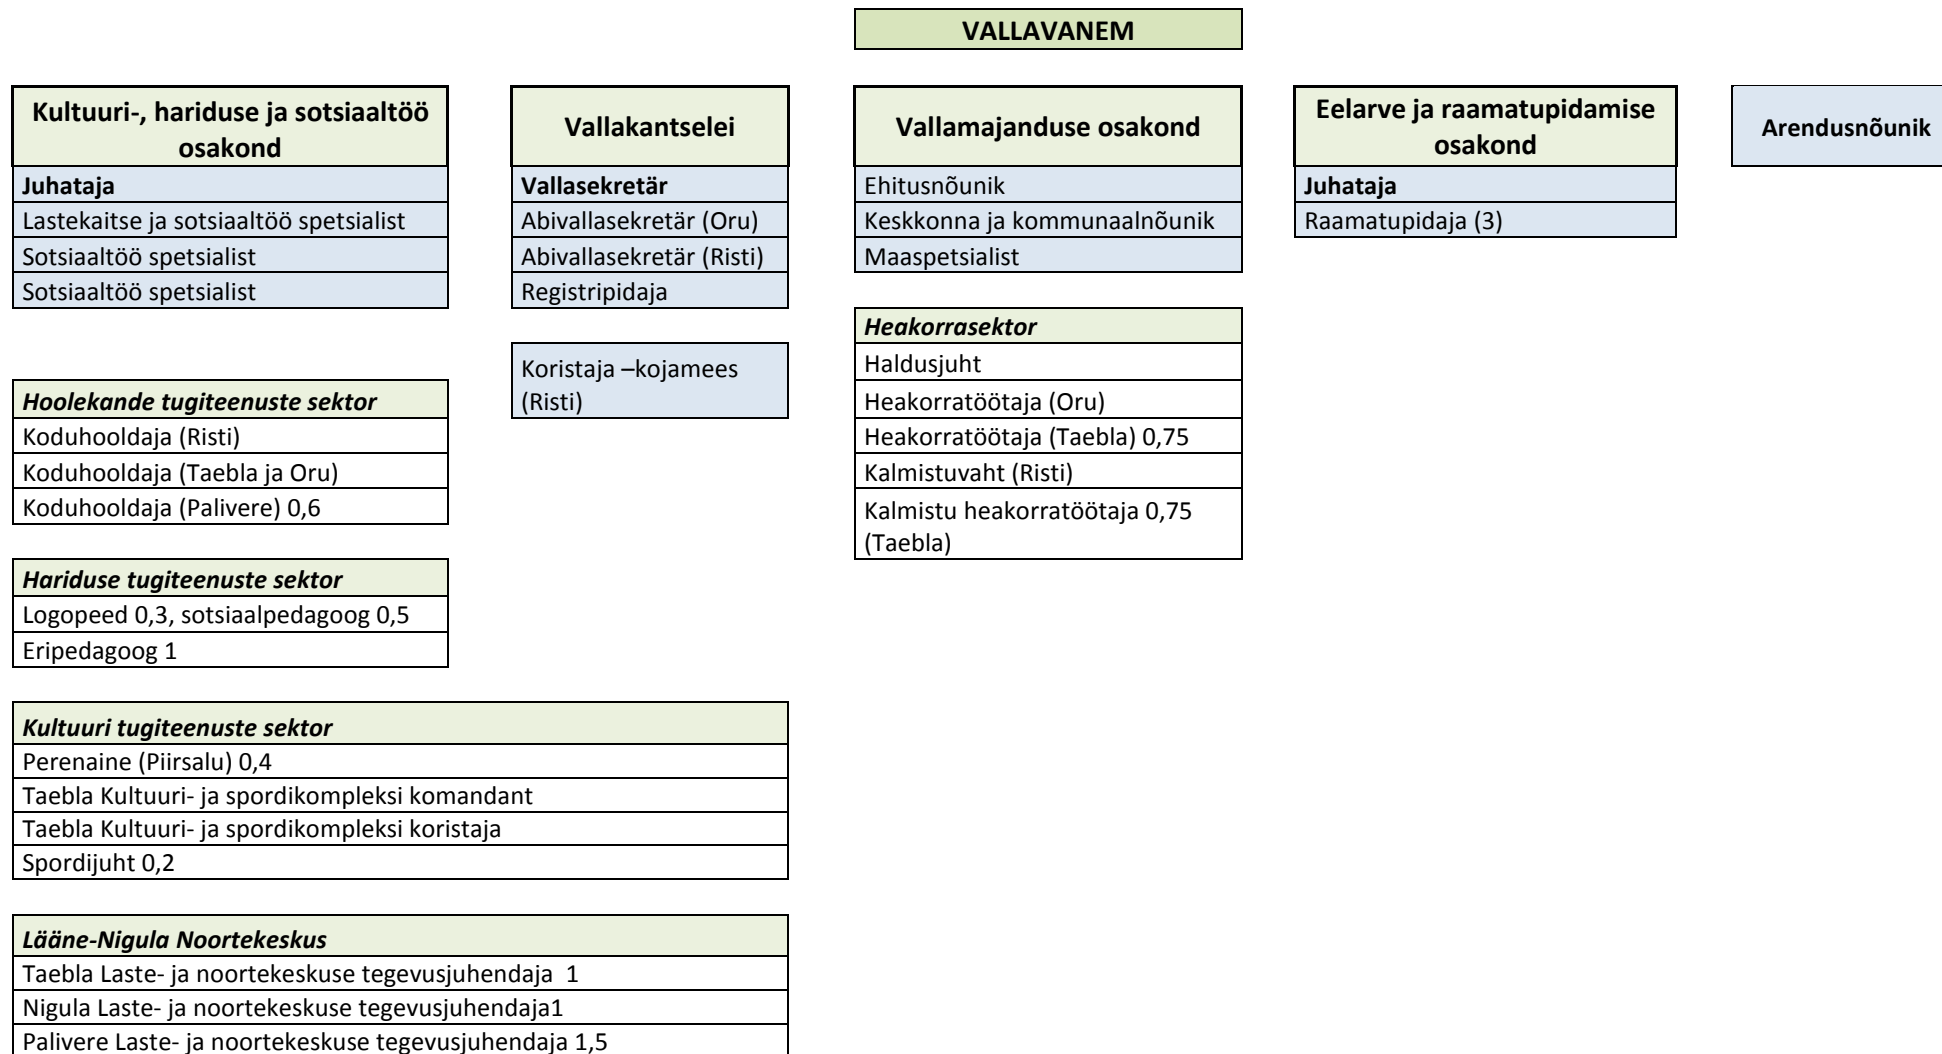 VALLAVANEM
Kultuuri-, hariduse ja sotsiaaltöö
osakond
Juhataja
Lastekaitse ja sotsiaaltöö spetsialist
Sotsiaaltöö spetsialist
Sotsiaaltöö spetsialist
Hoolekande tugiteenuste sektor
Koduhooldaja (Risti)
Koduhooldaja (Taebla ja Oru)
Koduhooldaja (Palivere) 0,6
Hariduse tugiteenuste sektor
Logopeed 0,3, sotsiaalpedagoog 0,5
Eripedagoog 1
Kultuuri tugiteenuste sektor
Perenaine (Piirsalu) 0,4
Taebla Kultuuri- ja spordikompleksi komandant
Taebla Kultuuri- ja spordikompleksi koristaja
Spordijuht 0,2
Lääne-Nigula Noortekeskus
Taebla Laste- ja noortekeskuse tegevusjuhendaja  1
Nigula Laste- ja noortekeskuse tegevusjuhendaja1
Palivere Laste- ja noortekeskuse tegevusjuhendaja 1,5
Vallakantselei
Vallasekretär
Abivallasekretär (Oru)
Abivallasekretär (Risti)
Registripidaja
Koristaja –kojamees
(Risti)
Vallamajanduse osakond
Ehitusnõunik
Keskkonna ja kommunaalnõunik
Maaspetsialist
Heakorrasektor
Haldusjuht
Heakorratöötaja (Oru)
Heakorratöötaja (Taebla) 0,75
Kalmistuvaht (Risti)
Kalmistu heakorratöötaja 0,75
(Taebla)
Eelarve ja raamatupidamise
osakond
Juhataja
Raamatupidaja (3)
Arendusnõunik